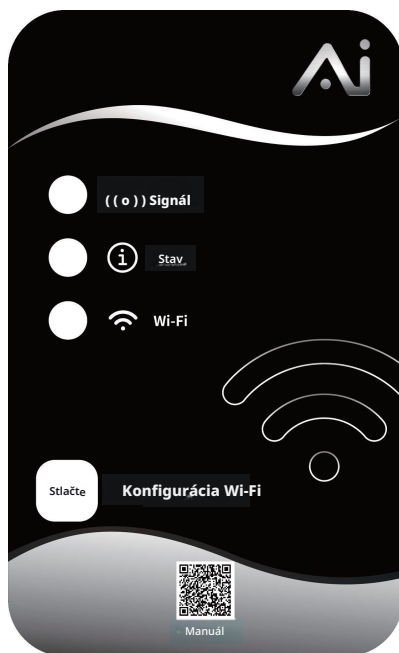 Ai
( ( o ) ) Signál
i Stav
Wi-Fi
Stlačte Konfigurácia Wi-Fi
Manuál